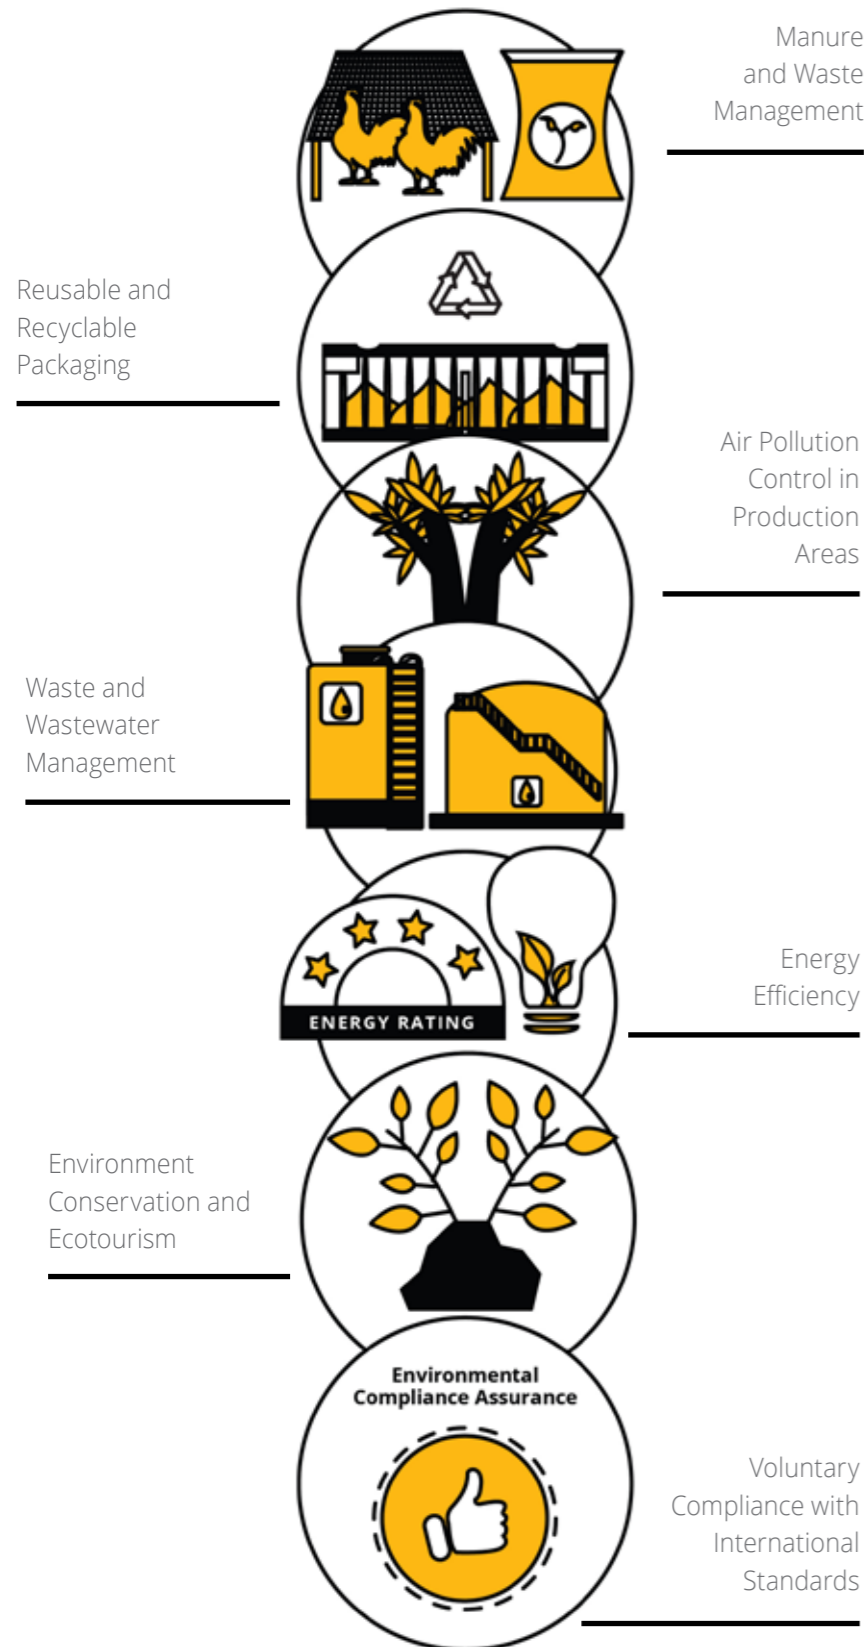 Manure
and Waste
Management
Reusable and
Recyclable
Packaging
Air Pollution
Control in
Production
Areas
Waste and
Wastewater
Management
ENERGY RATING
Energy
Efficiency
Environment
Conservation and
Ecotourism
Environmental
Compliance Assurance
Voluntary
Compliance with
International
Standards